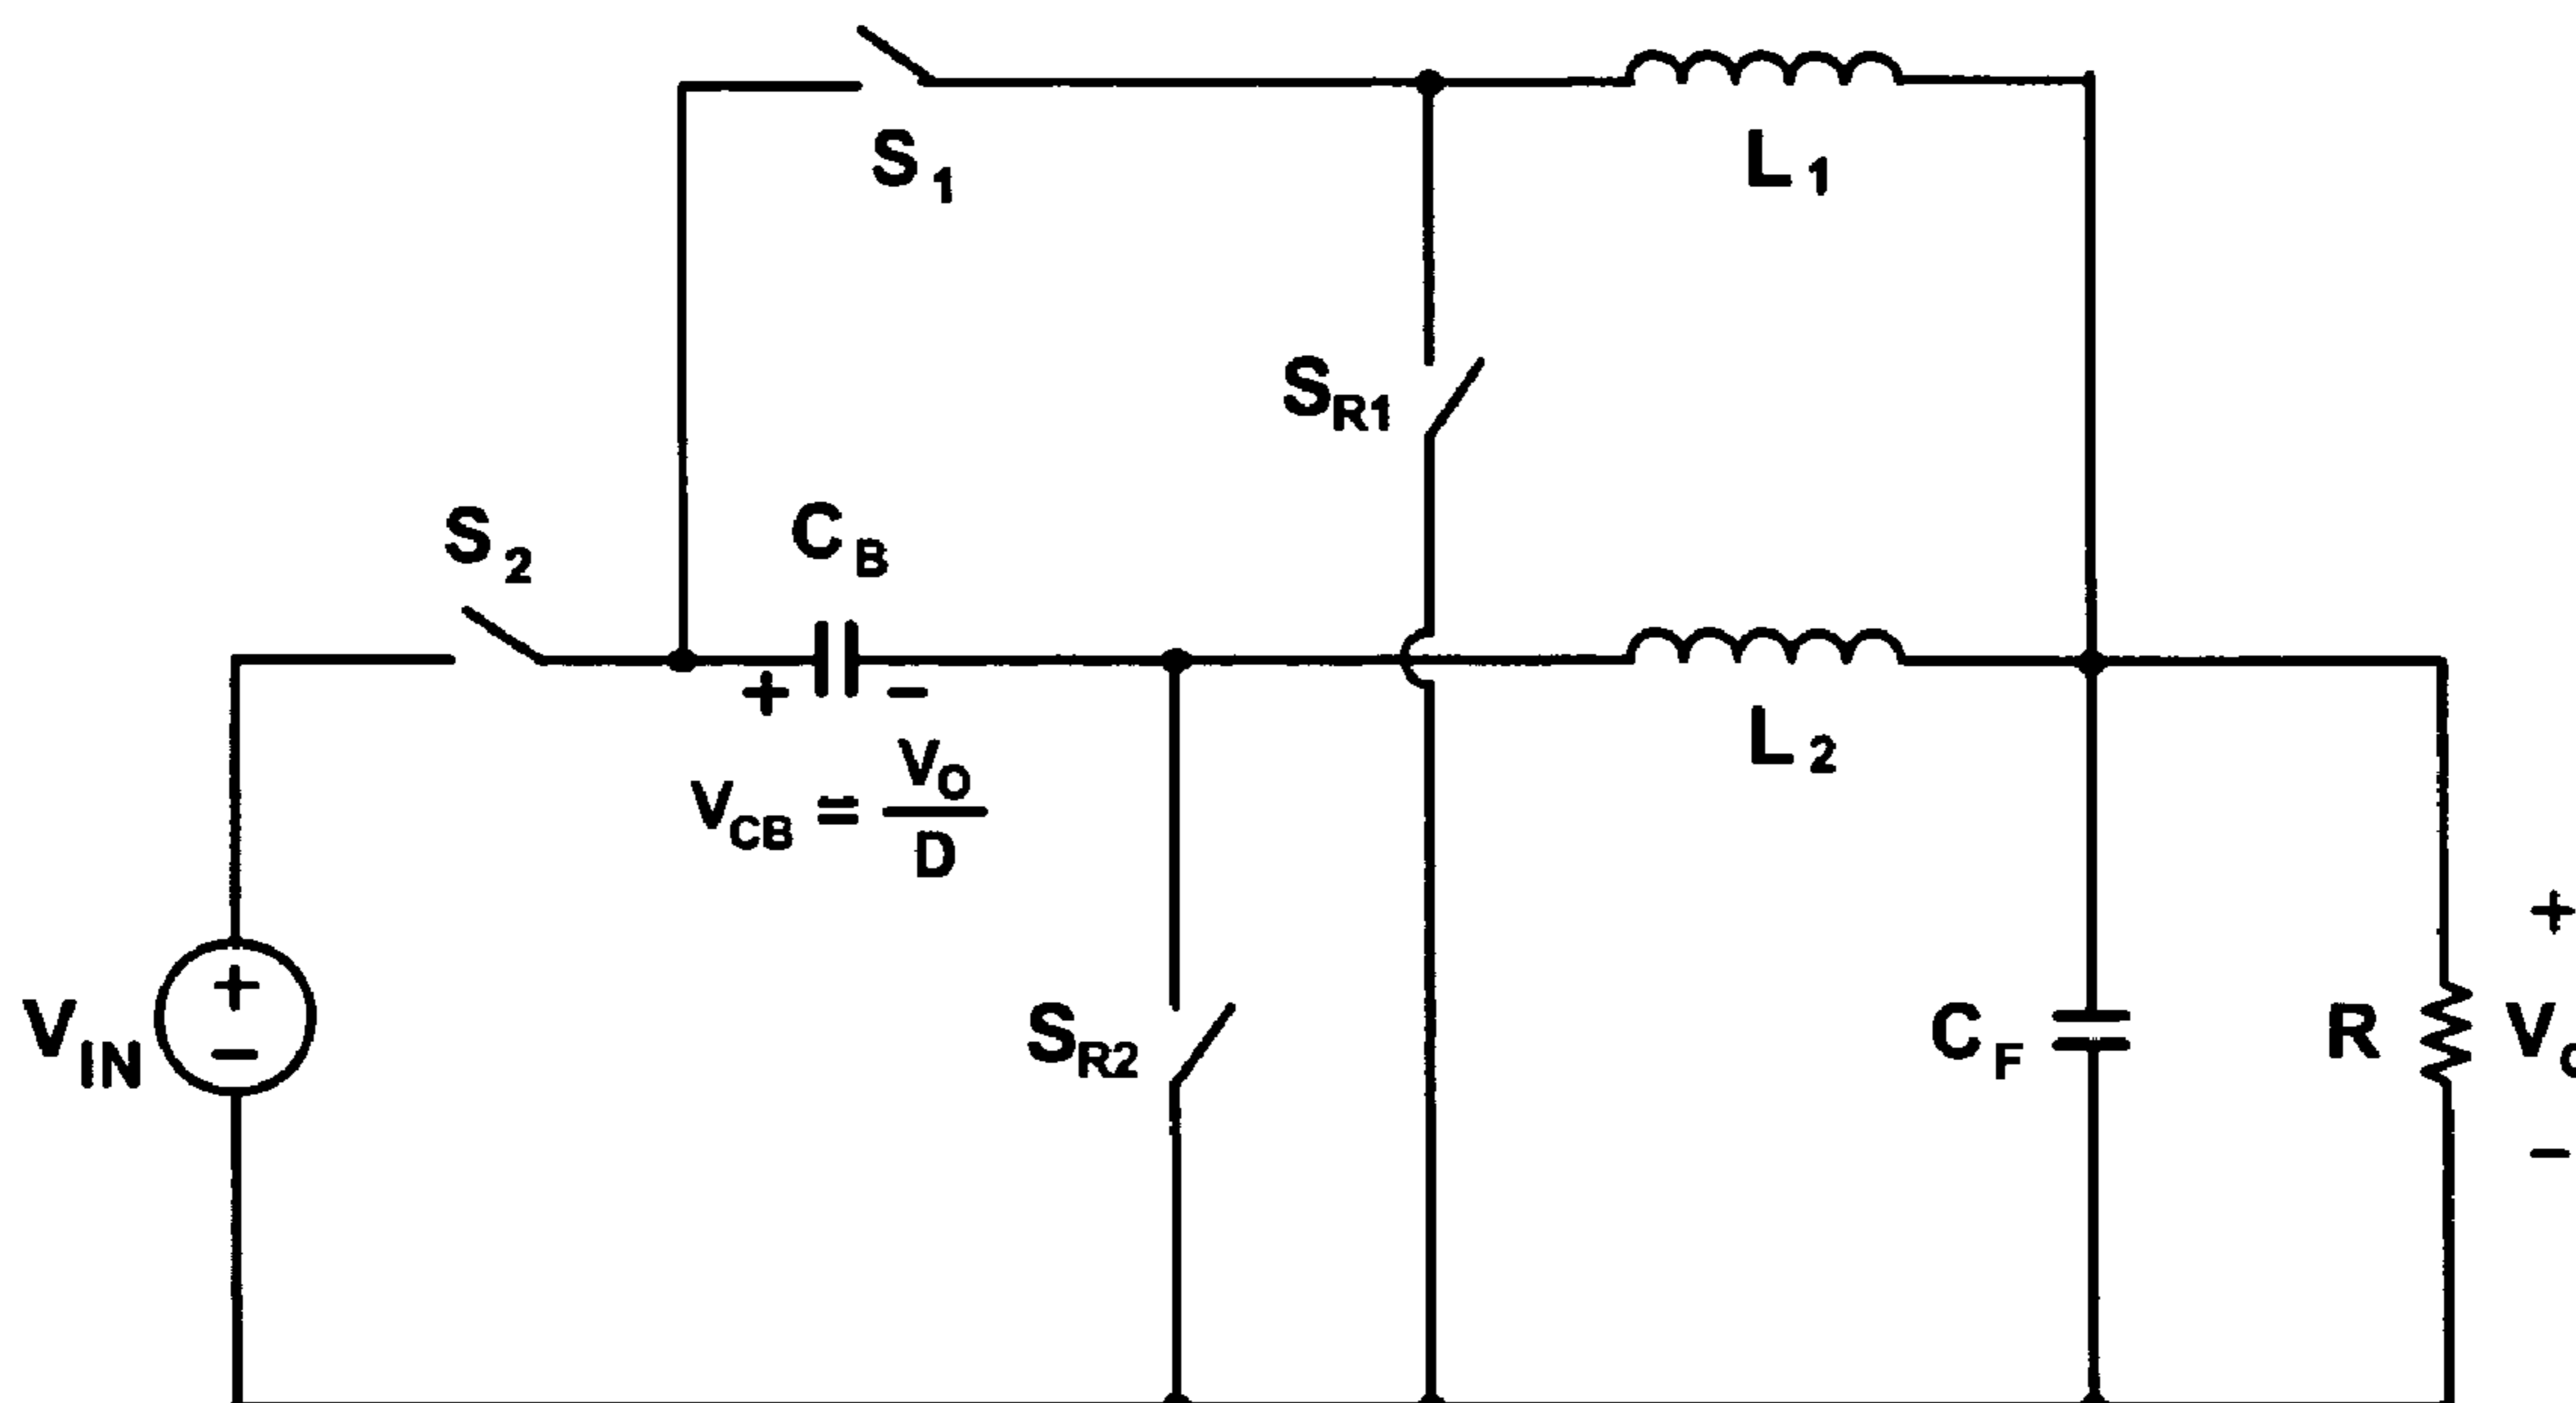 S1
L1
SR1
S2
CB
+ −
VCB = VO/D
L2
+
VIN
+
−
SR2
CF
R
V
−